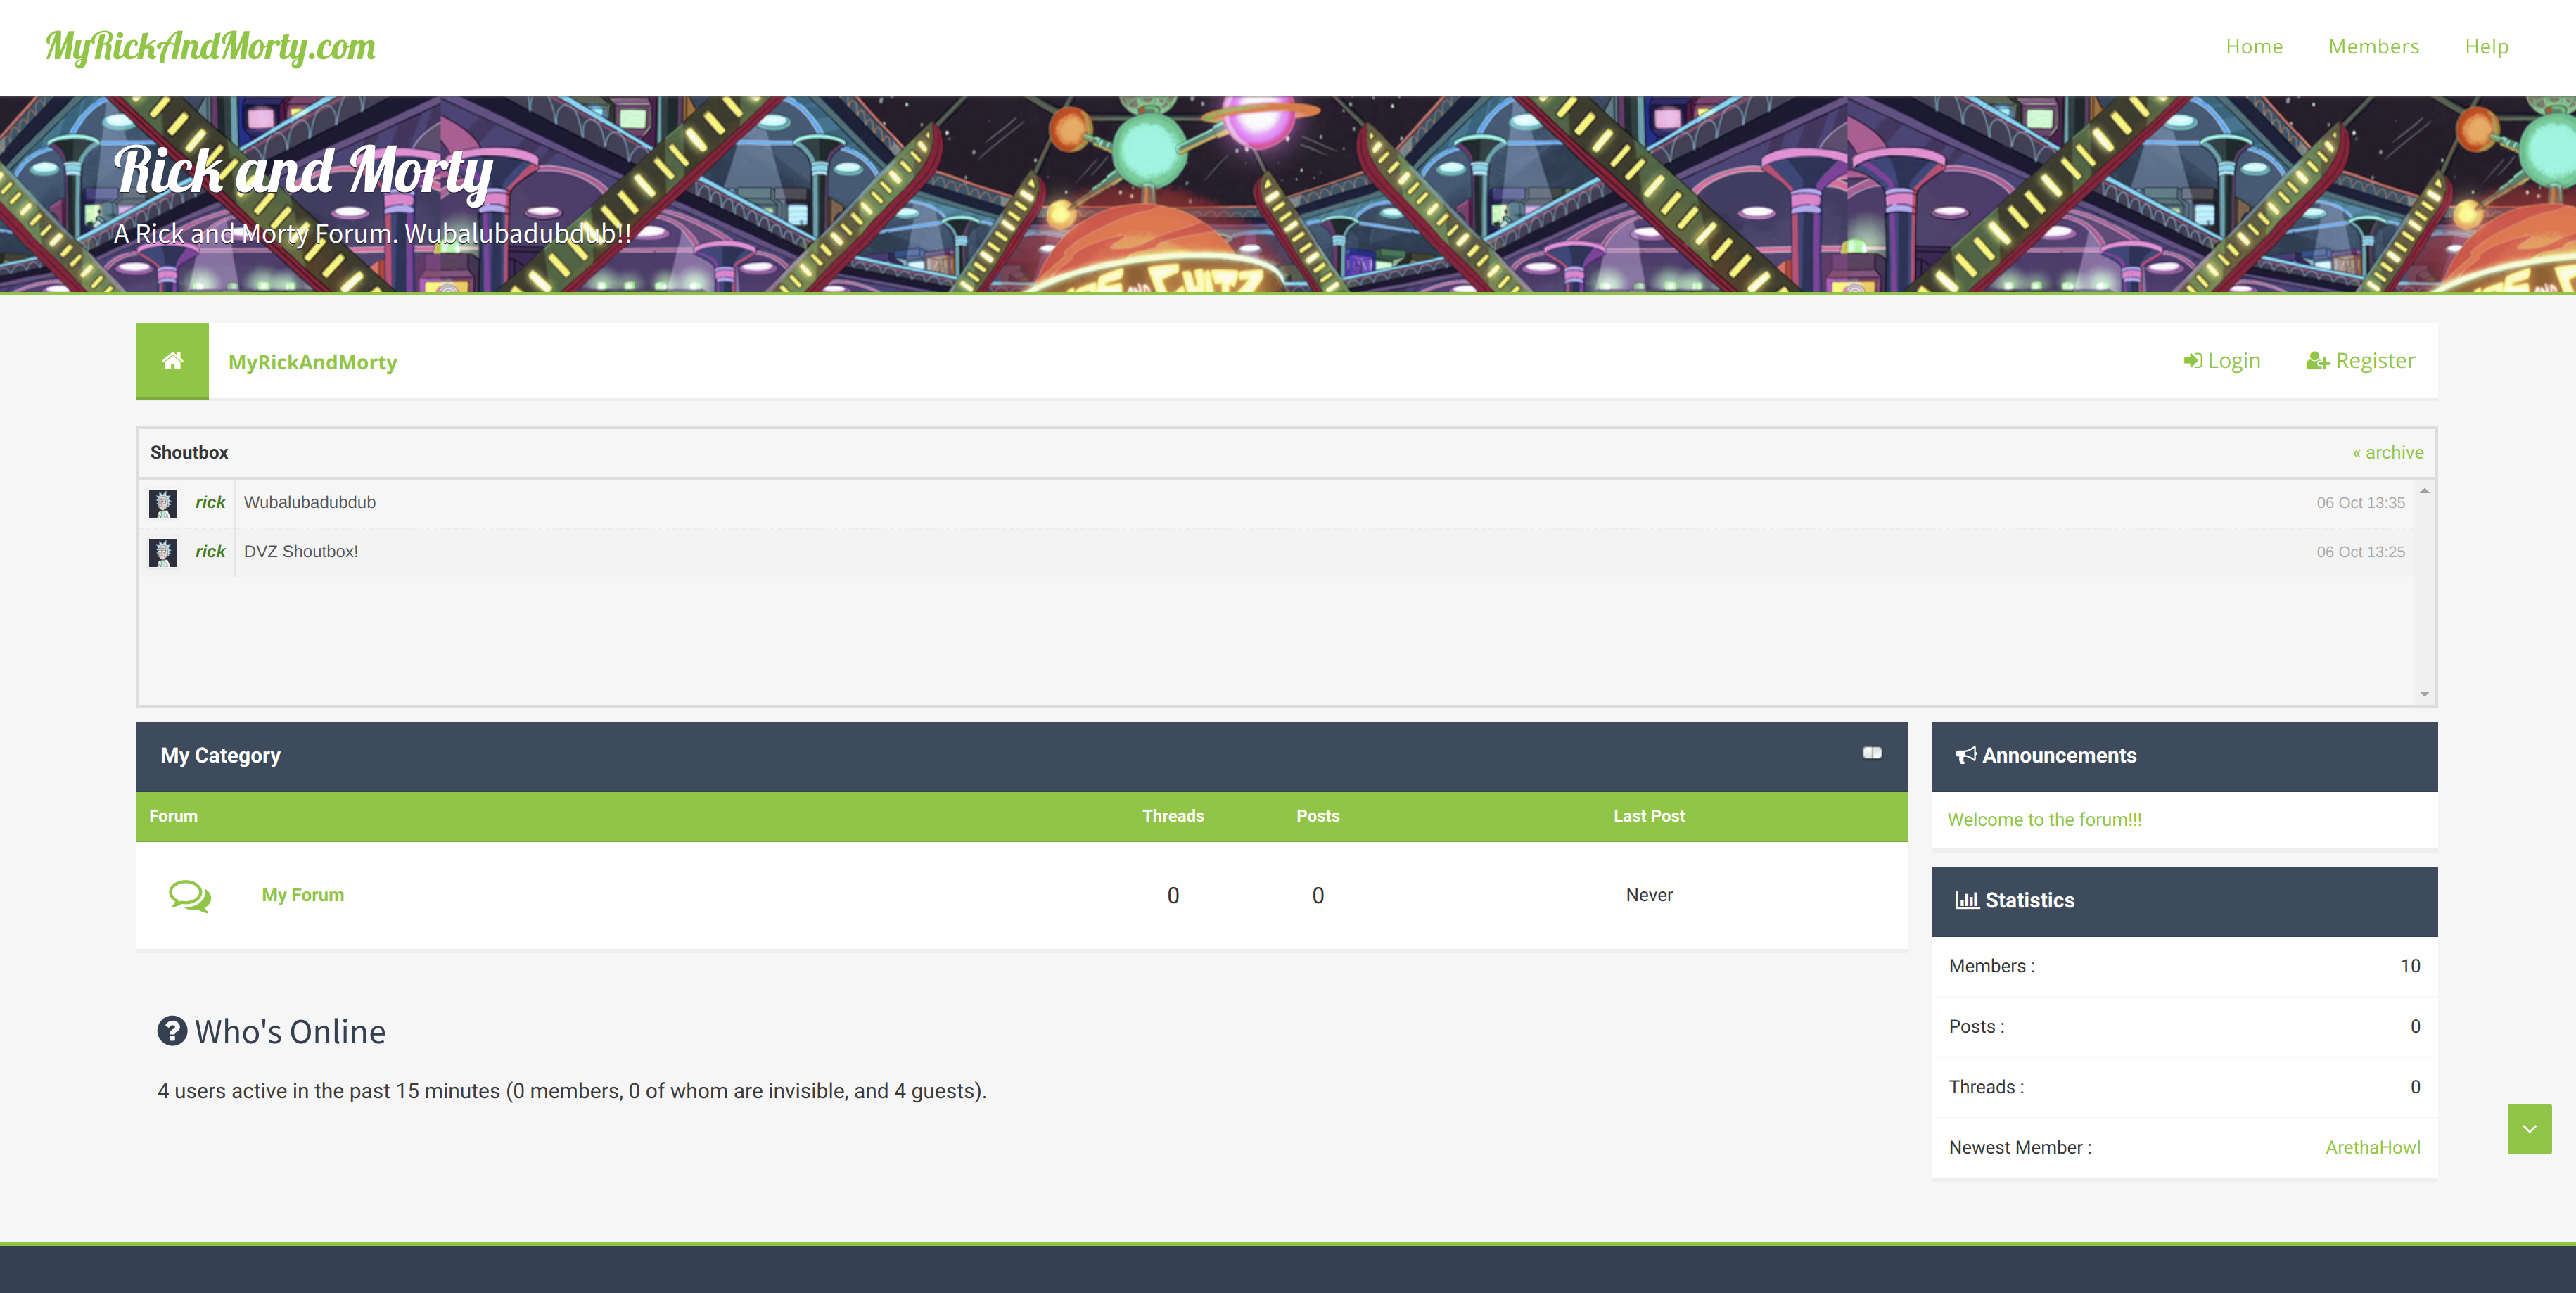 MyRickAndMorty.com
Home Members Help
Rick and Morty
A Rick and Morty Forum. Wubalubadubdub!!
AND CHITZ
MyRickAndMorty
Login Register
Shoutbox
« archive
rick Wubalubadubdub 06 Oct 13:35
rick DVZ Shoutbox! 06 Oct 13:25
My Category
Forum Threads Posts Last Post
My Forum 0 0 Never
Who's Online
4 users active in the past 15 minutes (0 members, 0 of whom are invisible, and 4 guests).
Announcements
Welcome to the forum!!!
Statistics
Members : 10
Posts : 0
Threads : 0
Newest Member : ArethaHowl